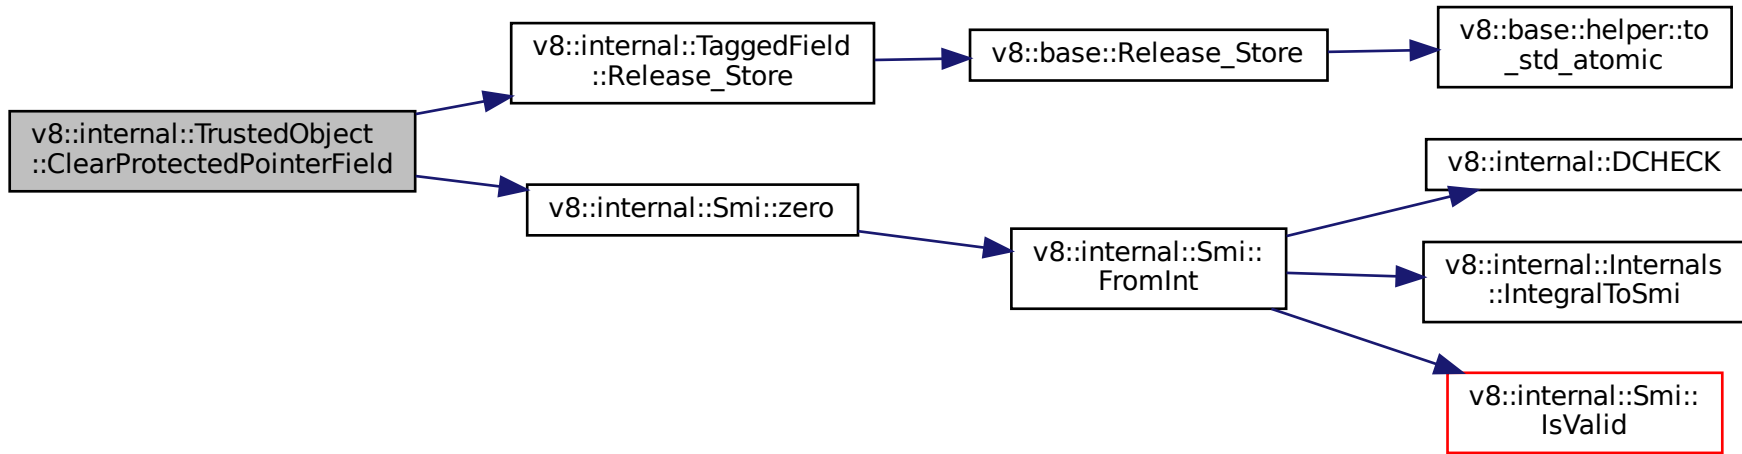 v8::internal::TrustedObject
::ClearProtectedPointerField
v8::internal::TaggedField
::Release_Store
v8::base::Release_Store
v8::base::helper::to
_std_atomic
v8::internal::Smi::zero
v8::internal::Smi::
FromInt
v8::internal::DCHECK
v8::internal::Internals
::IntegralToSmi
v8::internal::Smi::
IsValid